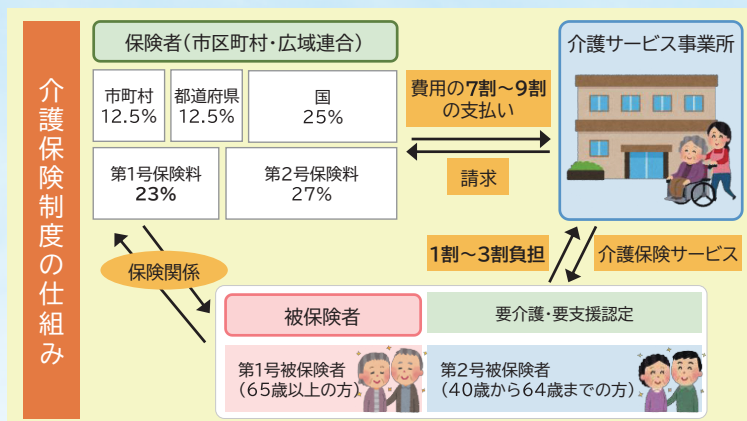 介護保険制度の仕組み
保険者(市区町村・広域連合)
市町村
12.5%
都道府県
12.5%
国
25%
第1号保険料
23%
第2号保険料
27%
費用の7割~9割
の支払い
請求
介護サービス事業所
保険関係
1割~3割負担
介護保険サービス
被保険者
要介護・要支援認定
第1号被保険者
(65歳以上の方)
第2号被保険者
(40歳から64歳までの方)